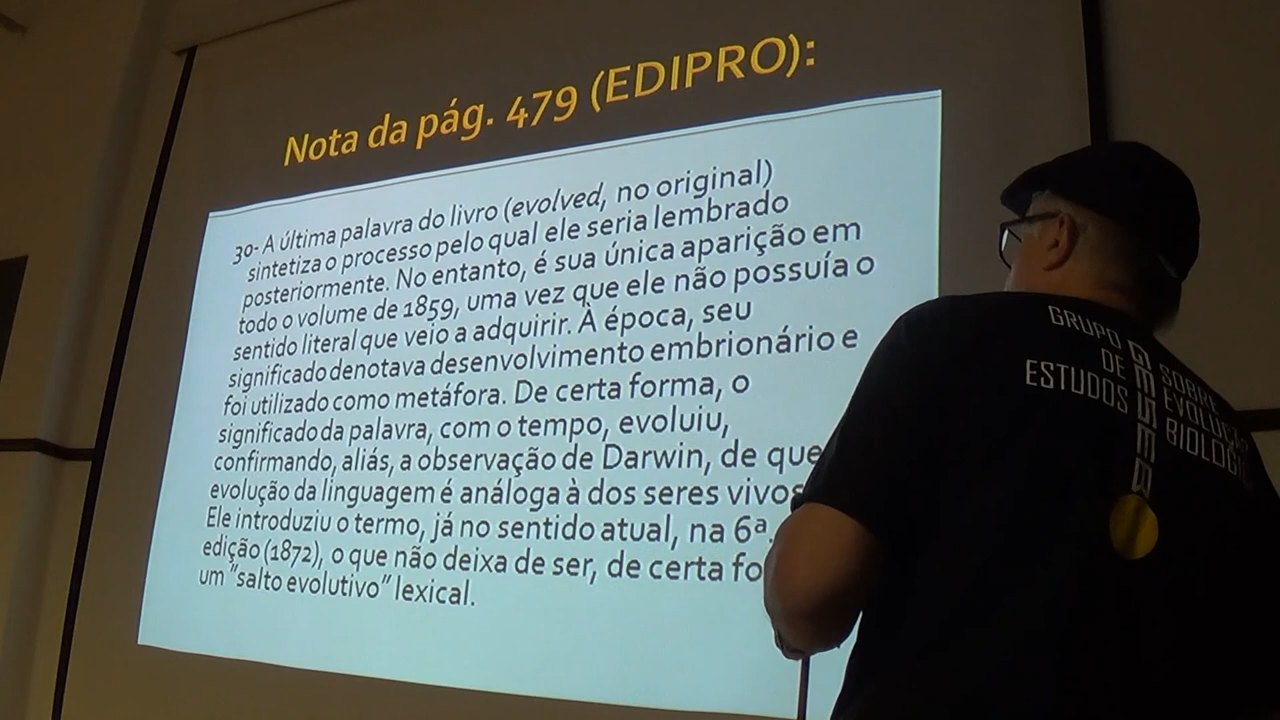 Nota da pág. 479 (EDIPRO):
30- A última palavra do livro (evolved, no original)
sintetiza o processo pelo qual ele seria lembrado
posteriormente. No entanto, é sua única aparição em
todo o volume de 1859, uma vez que ele não possuía o
sentido literal que veio a adquirir. À época, seu
significado denotava desenvolvimento embrionário e
foi utilizado como metáfora. De certa forma, o
significado da palavra, com o tempo, evoluiu,
confirmando, aliás, a observação de Darwin, de que
evolução da linguagem é análoga à dos seres vivos
Ele introduziu o termo, já no sentido atual, na 6ª.
edição (1872), o que não deixa de ser, de certa fo
um "salto evolutivo" lexical.
GRUPO
DE
ESTUDOS
GESEB
SOBRE
EVOLUÇÃO